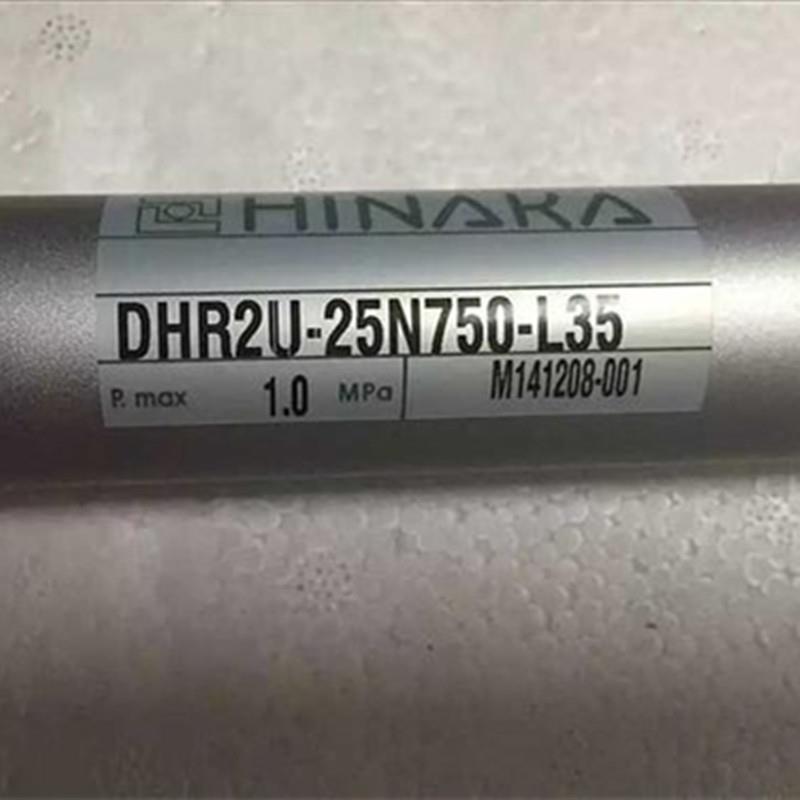 HINAKA
DHR2U-25N750-L35
P. max 1.0 MPa M141208-001